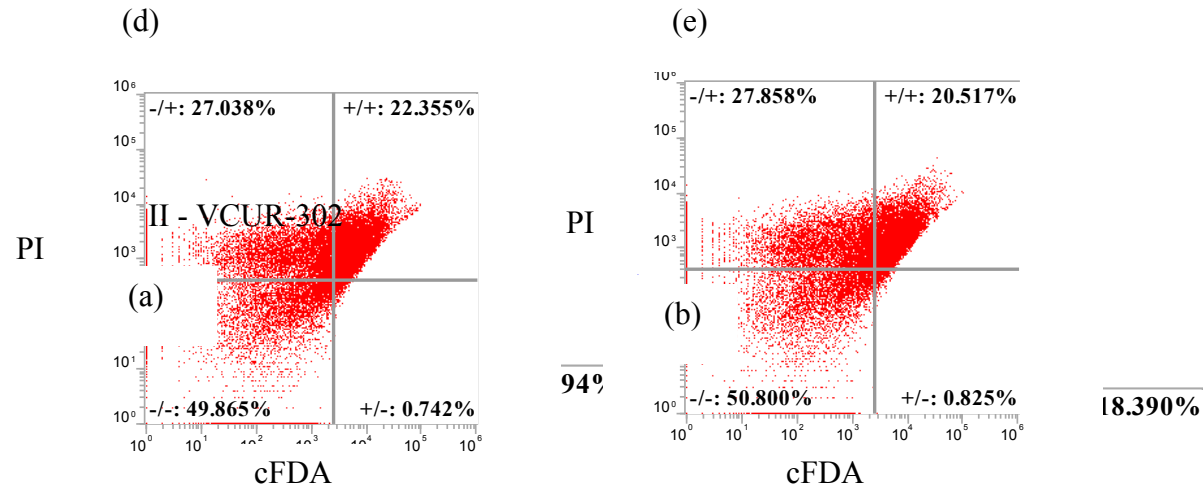 (d)
(e)
10⁶
-/+: 27.038%
+/+: 22.355%
10⁵
10⁴
II - VCUR-302
10³
PI
(a)
10¹
-/-: 49.865%
+/-: 0.742%
10⁰
10⁰ 10¹ 10² 10³ 10⁴ 10⁵ 10⁶
cFDA
94%
10⁶
-/+: 27.858%
+/+: 20.517%
10⁵
10⁴
PI
10³
(b)
10¹
-/-: 50.800%
+/-: 0.825%
10⁰
10⁰ 10¹ 10² 10³ 10⁴ 10⁵ 10⁶
cFDA
18.390%